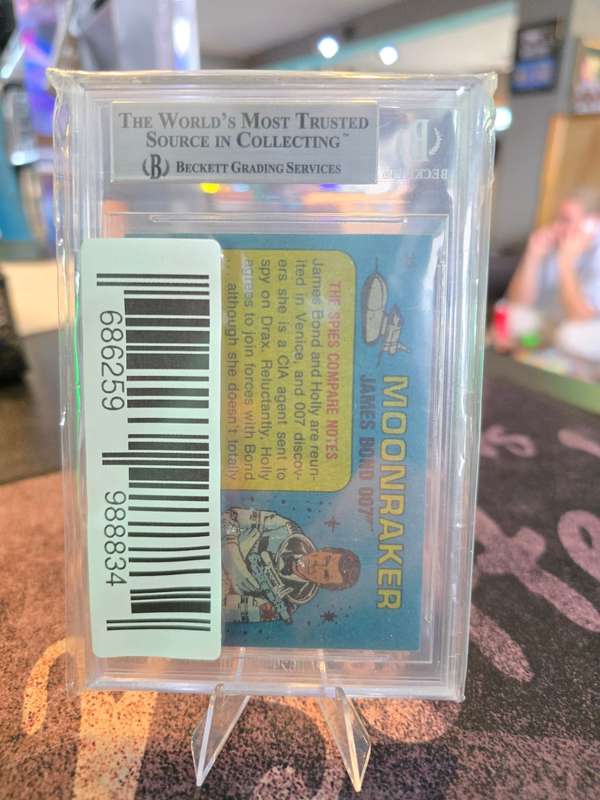 THE WORLD'S MOST TRUSTED
SOURCE IN COLLECTING™
(B) BECKETT GRADING SERVICES
MOONRAKER
JAMES BOND 007™
THE SPIES COMPARE NOTES
James Bond and Holly are reun-
ited in Venice, and 007 discov-
ers she is a CIA agent sent to
spy on Drax. Reluctantly, Holly
agrees to join forces with Bond
... although she doesn't totally
686259 988834